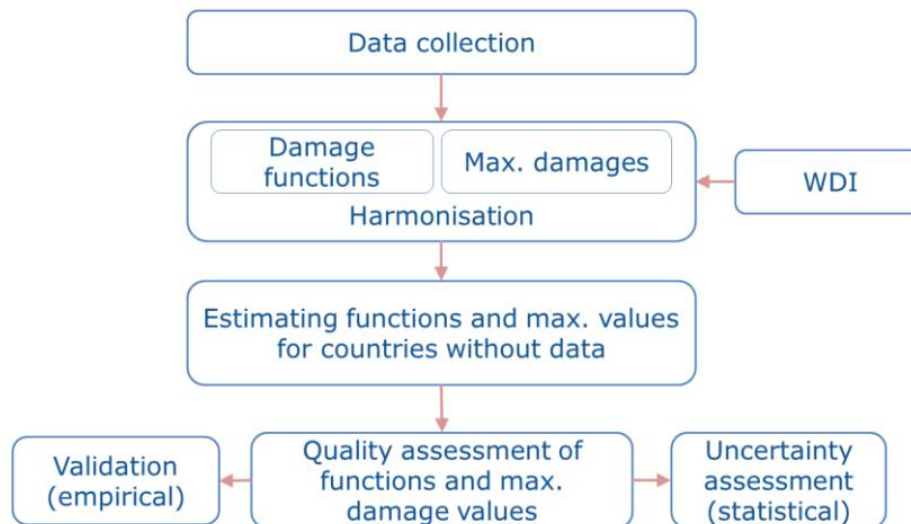 Data collection
Damage
functions
Max. damages
Harmonisation
WDI
Estimating functions and max. values
for countries without data
Validation
(empirical)
Quality assessment of
functions and max.
damage values
Uncertainty
assessment
(statistical)